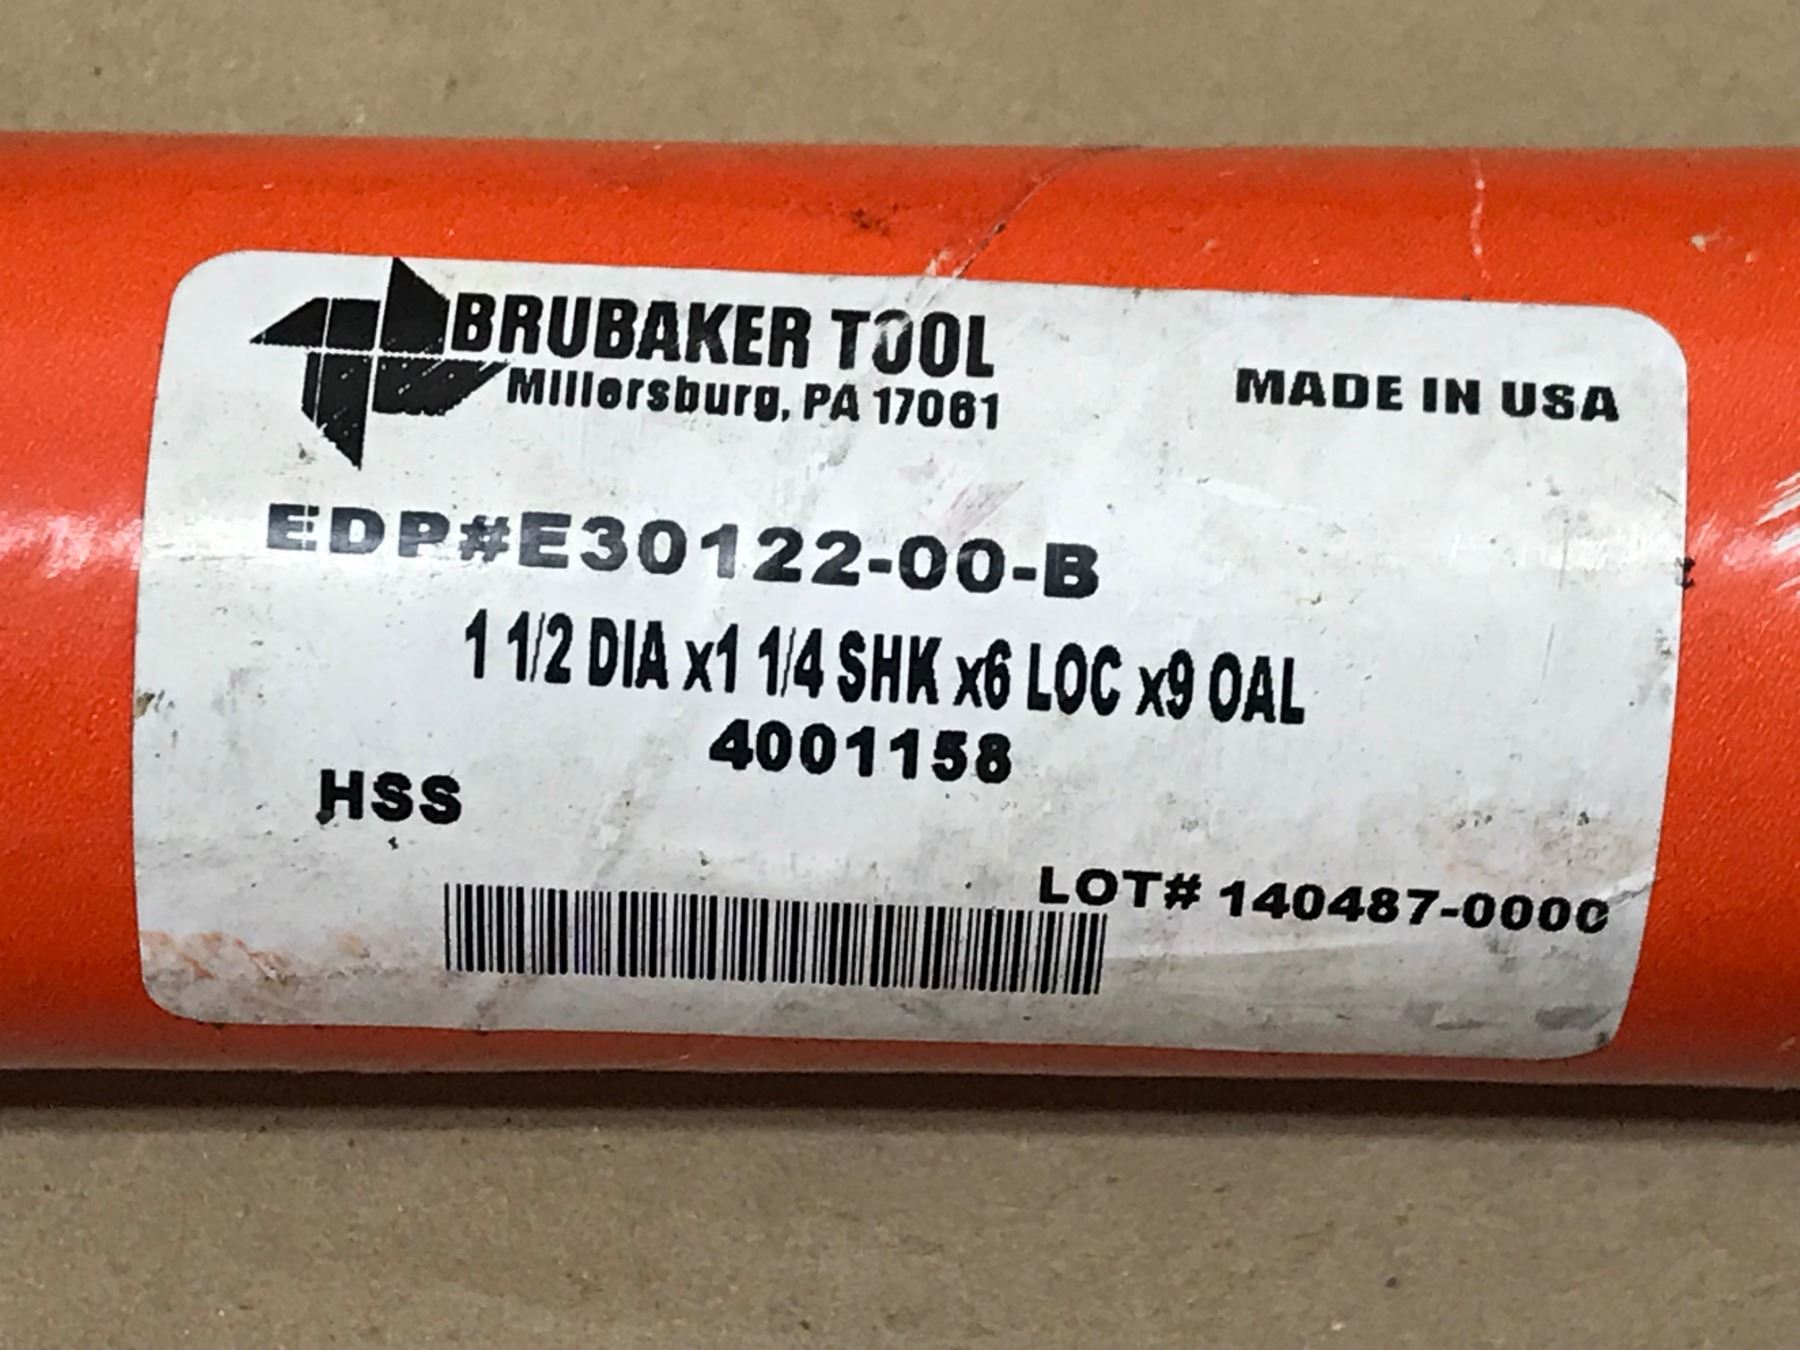 BRUBAKER TOOL
Millersburg, PA 17061
MADE IN USA
EDP#E30122-00-B
1 1/2 DIA x1 1/4 SHK x6 LOC x9 OAL
4001158
HSS
LOT# 140487-0000